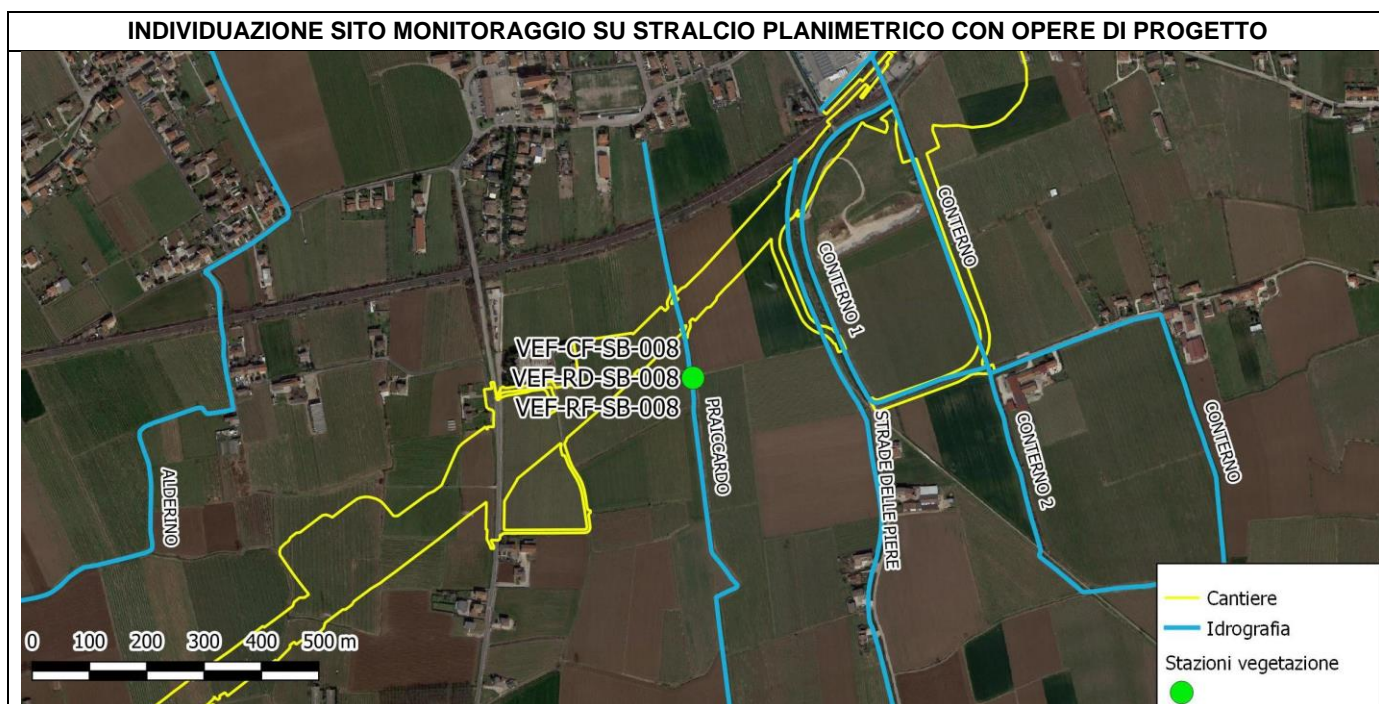 INDIVIDUAZIONE SITO MONITORAGGIO SU STRALCIO PLANIMETRICO CON OPERE DI PROGETTO
CONTERNO
CONTERNO 1
VEF-CF-SB-008
VEF-RD-SB-008
VEF-RF-SB-008
PRAICCARDO
STRADE DELLE PIERE
CONTERNO 2
CONTERNO
ALDERINO
0 100 200 300 400 500 m
Cantiere
Idrografia
Stazioni vegetazione